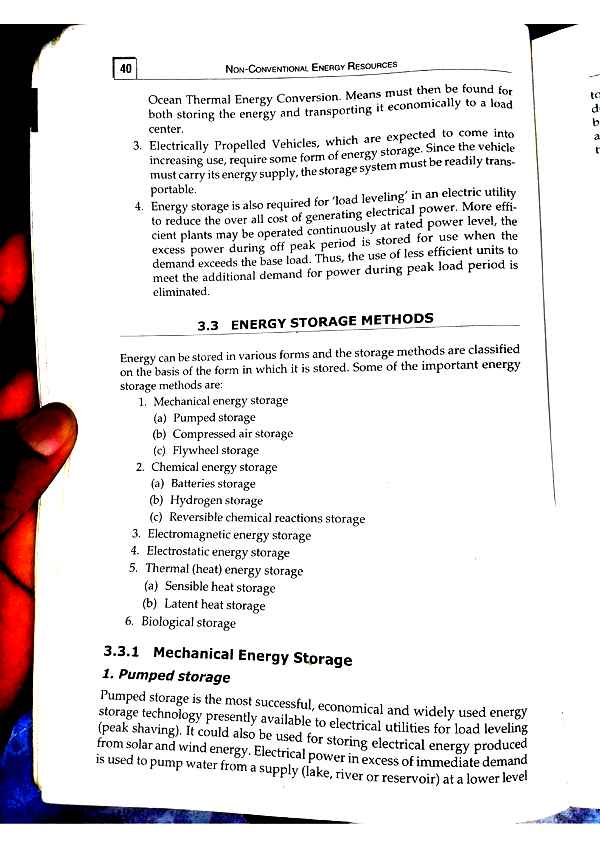 40
NON-CONVENTIONAL ENERGY RESOURCES
Ocean Thermal Energy Conversion. Means must then be found for
both storing the energy and transporting it economically to a load
center.
3. Electrically Propelled Vehicles, which are expected to come into
increasing use, require some form of energy storage. Since the vehicle
must carry its energy supply, the storage system must be readily trans-
portable.
4. Energy storage is also required for 'load leveling' in an electric utility
to reduce the over all cost of generating electrical power. More effi-
cient plants may be operated continuously at rated power level, the
excess power during off peak period is stored for use when the
demand exceeds the base load. Thus, the use of less efficient units to
meet the additional demand for power during peak load period is
eliminated.
3.3 ENERGY STORAGE METHODS
Energy can be stored in various forms and the storage methods are classified
on the basis of the form in which it is stored. Some of the important energy
storage methods are:
1. Mechanical energy storage
(a) Pumped storage
(b) Compressed air storage
(c) Flywheel storage
2. Chemical energy storage
(a) Batteries storage
(b) Hydrogen storage
(c) Reversible chemical reactions storage
3. Electromagnetic energy storage
4. Electrostatic energy storage
5. Thermal (heat) energy storage
(a) Sensible heat storage
(b) Latent heat storage
6. Biological storage
3.3.1 Mechanical Energy Storage
1. Pumped storage
Pumped storage is the most successful, economical and widely used energy
storage technology presently available to electrical utilities for load leveling
(peak shaving). It could also be used for storing electrical energy produced
from solar and wind energy. Electrical power in excess of immediate demand
is used to pump water from a supply (lake, river or reservoir) at a lower level